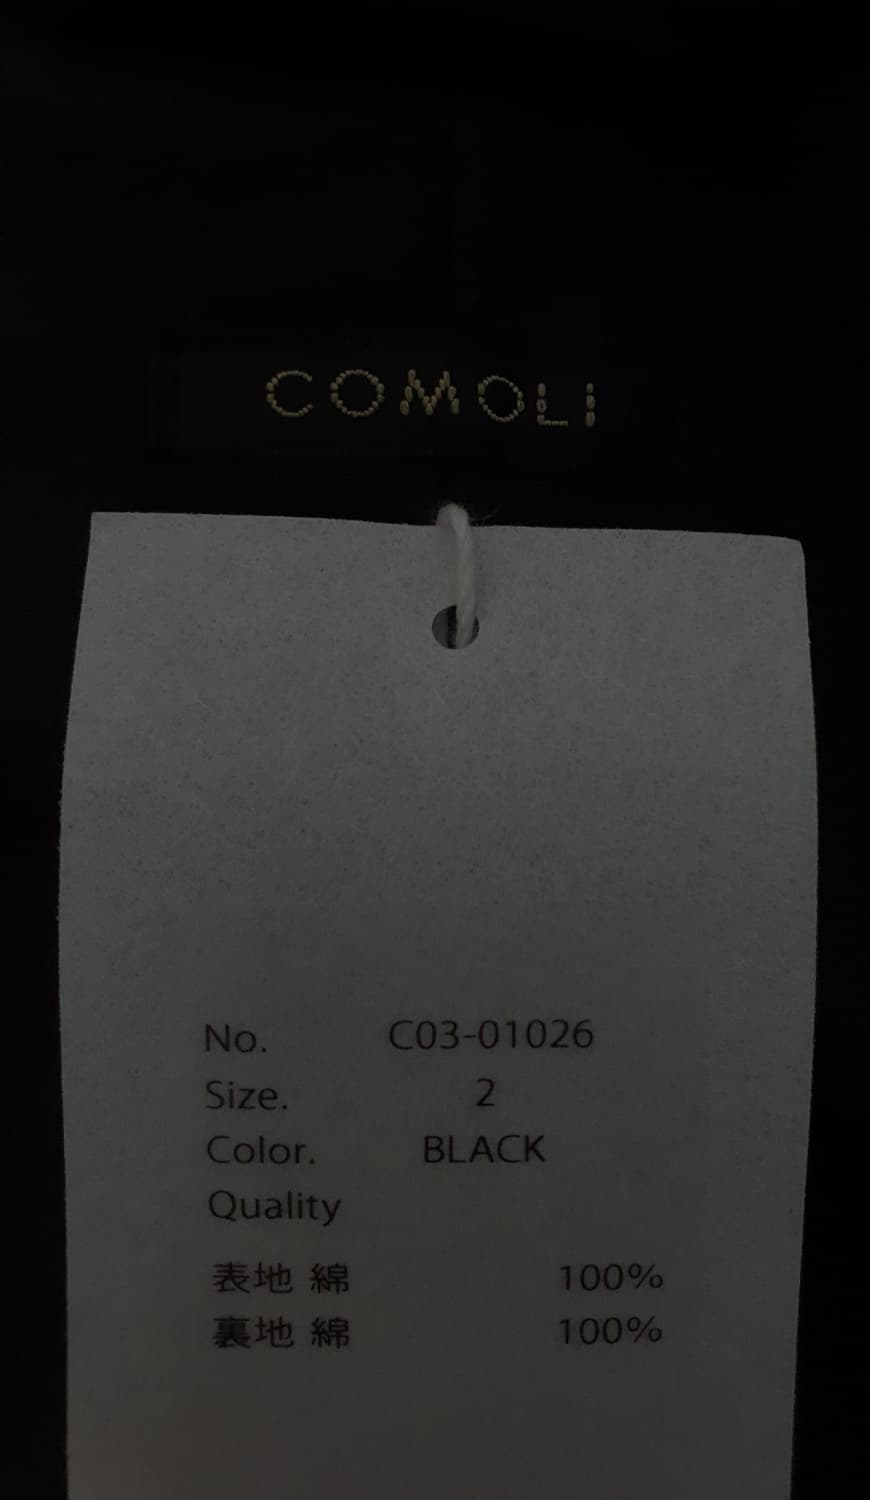 COMOLI
No. C03-01026
Size. 2
Color. BLACK
Quality
表地 綿 100%
裏地 綿 100%